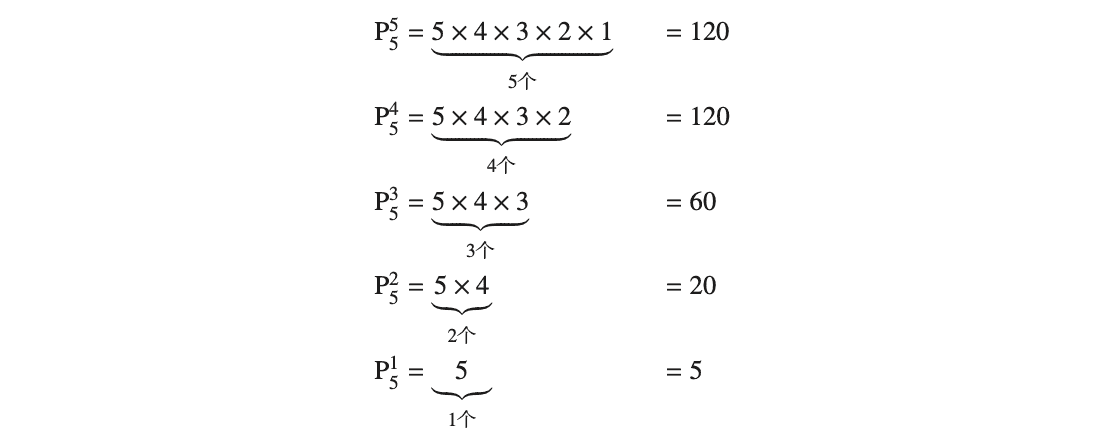 P₅⁵ = 5 × 4 × 3 × 2 × 1 = 120
5个
P₅⁴ = 5 × 4 × 3 × 2 = 120
4个
P₅³ = 5 × 4 × 3 = 60
3个
P₅² = 5 × 4 = 20
2个
P₅¹ = 5 = 5
1个